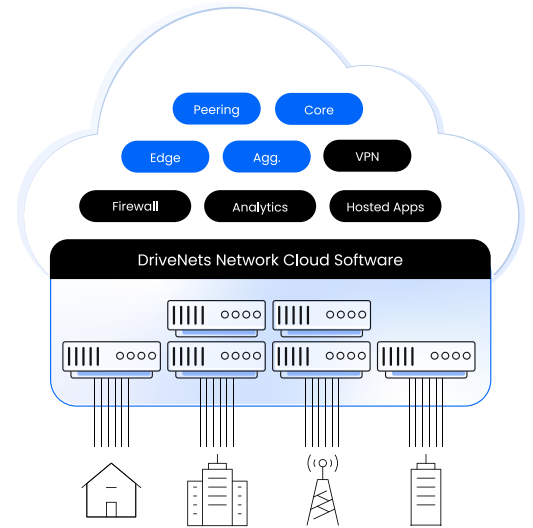 Peering
Core
Edge
Agg.
VPN
Firewall
Analytics
Hosted Apps
DriveNets Network Cloud Software